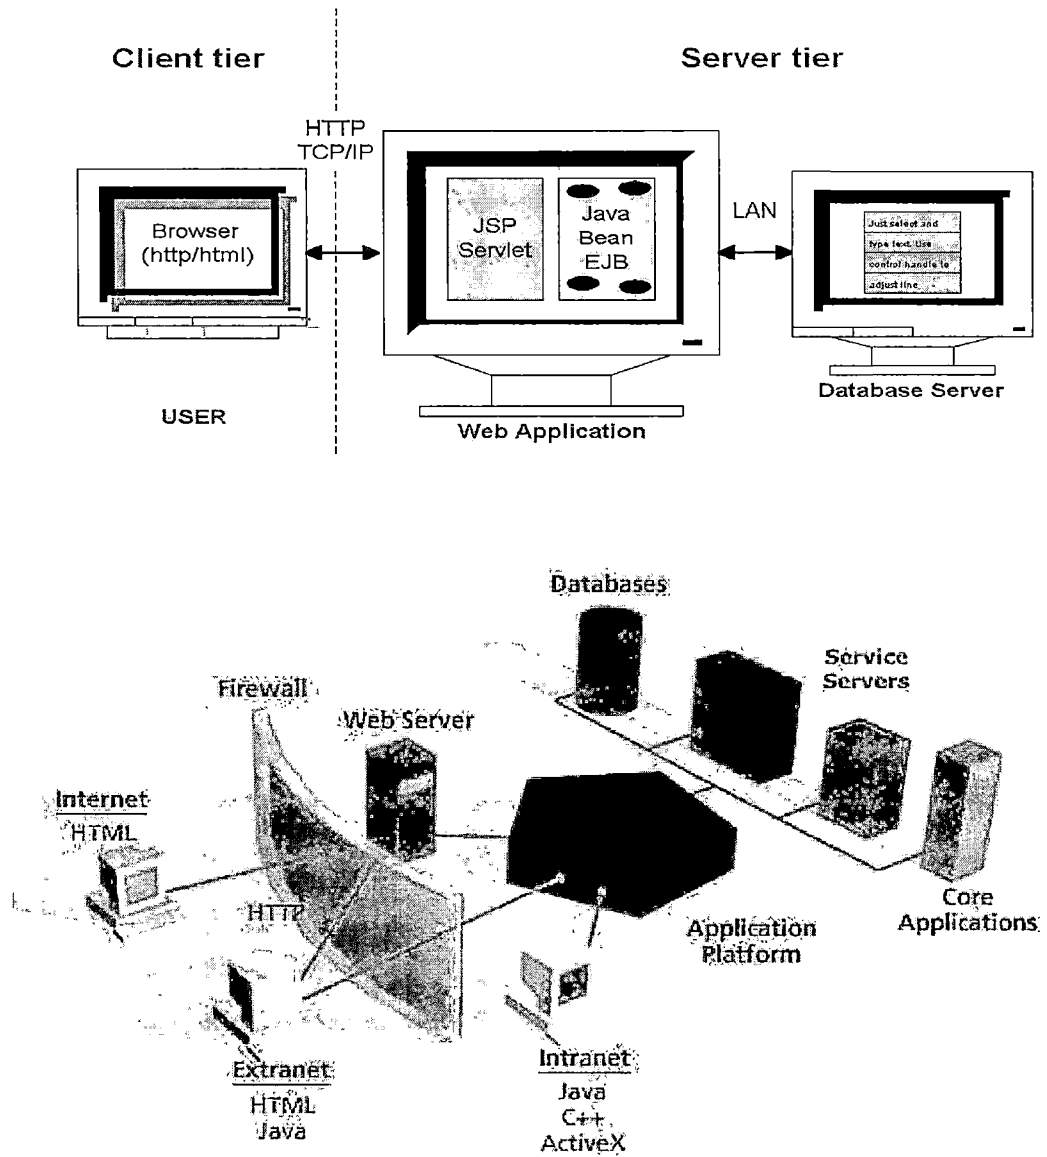 Client tier
Server tier
HTTP
TCP/IP
Browser
(http/html)
JSP
Servlet
Java
Bean
EJB
LAN
Just select and
type text. Use
control handle to
adjust line
USER
Web Application
Database Server
Databases
Service
Servers
Firewall
Web Server
Internet
HTML
HTTP
Core
Applications
Application
Platform
Extranet
HTML
Java
Intranet
Java
C++
ActiveX